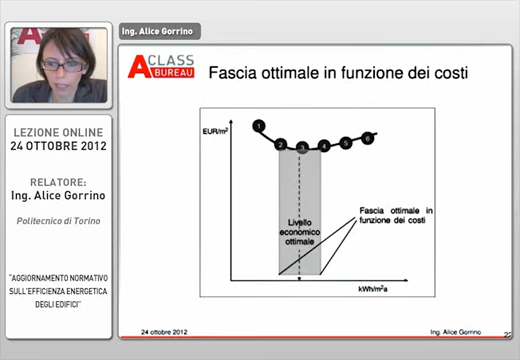 Ing. Alice Gorrino
LEZIONE ONLINE
24 OTTOBRE 2012
RELATORE:
Ing. Alice Gorrino
Politecnico di Torino
"AGGIORNAMENTO NORMATIVO
SULL'EFFICIENZA ENERGETICA
DEGLI EDIFICI"
A CLASS
BUREAU
Fascia ottimale in funzione dei costi
EUR/m²
1
2
3
4
5
6
Livello
economico
ottimale
Fascia ottimale in
funzione dei costi
kWh/m²a
24 ottobre 2012
Ing. Alice Gorrino